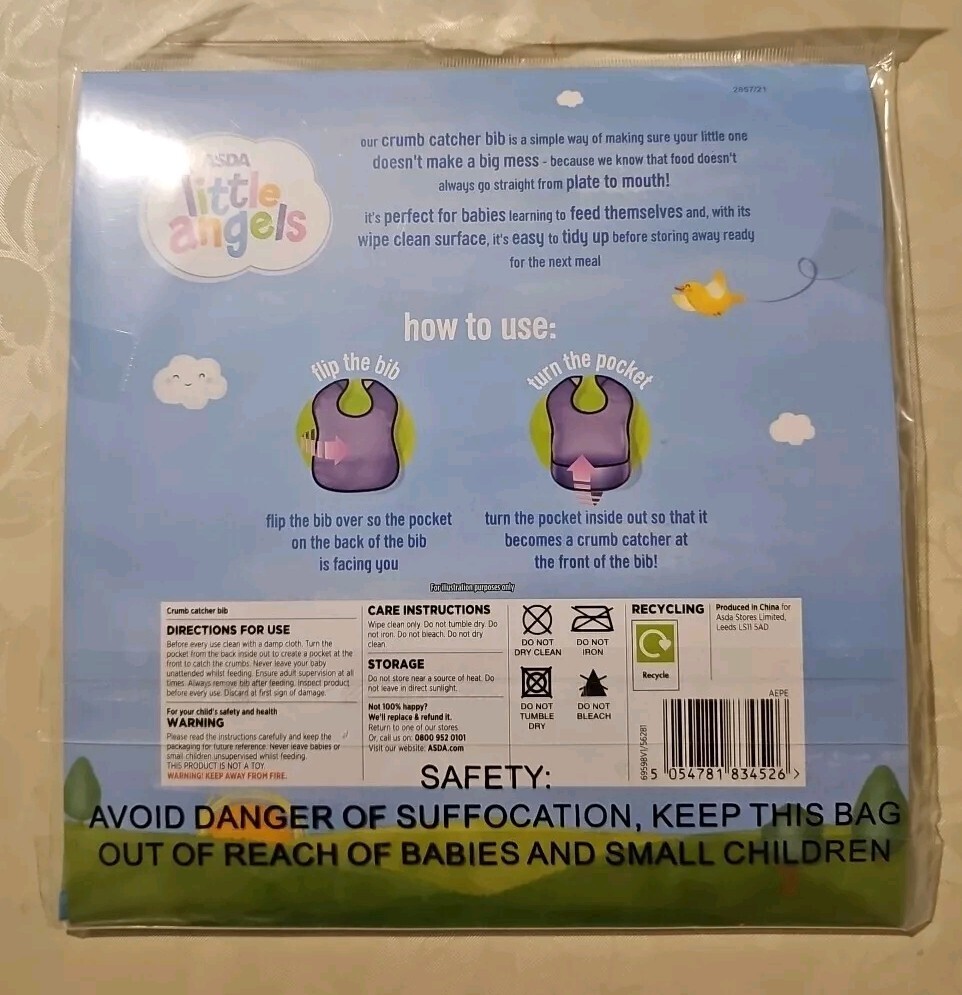 2667/21
ASDA
little
angels
our crumb catcher bib is a simple way of making sure your little one
doesn't make a big mess - because we know that food doesn't
always go straight from plate to mouth!
it's perfect for babies learning to feed themselves and, with its
wipe clean surface, it's easy to tidy up before storing away ready
for the next meal
how to use:
flip the bib
turn the pocket
flip the bib over so the pocket
on the back of the bib
is facing you
turn the pocket inside out so that it
becomes a crumb catcher at
the front of the bib!
For illustration purposes only
Crumb catcher bib
DIRECTIONS FOR USE
Before every use clean with a damp cloth. Turn the
pocket from the back inside out to create a pocket at the
front to catch the crumbs. Never leave your baby
unattended whilst feeding. Ensure adult supervision at all
times. Always remove bib after feeding. Inspect product
before every use. Discard at first sign of damage.
For your child's safety and health
WARNING
Please read the instructions carefully and keep the
packaging for future reference. Never leave babies or
small children unsupervised whilst feeding.
THIS PRODUCT IS NOT A TOY.
WARNING! KEEP AWAY FROM FIRE.
CARE INSTRUCTIONS
Wipe clean only. Do not tumble dry. Do
not iron. Do not bleach. Do not dry
clean.
STORAGE
Do not store near a source of heat. Do
not leave in direct sunlight.
Not 100% happy?
We'll replace & refund it.
Return to one of our stores.
Or, call us on: 0800 952 0101
Visit our website: ASDA.com
DO NOT
DRY CLEAN
DO NOT
IRON
DO NOT
TUMBLE
DRY
DO NOT
BLEACH
RECYCLING
Recycle
Produced in China for
Asda Stores Limited,
Leeds LS11 5AD
AEPE
69598V1/56281
5 054781 834526 >
SAFETY:
AVOID DANGER OF SUFFOCATION, KEEP THIS BAG
OUT OF REACH OF BABIES AND SMALL CHILDREN